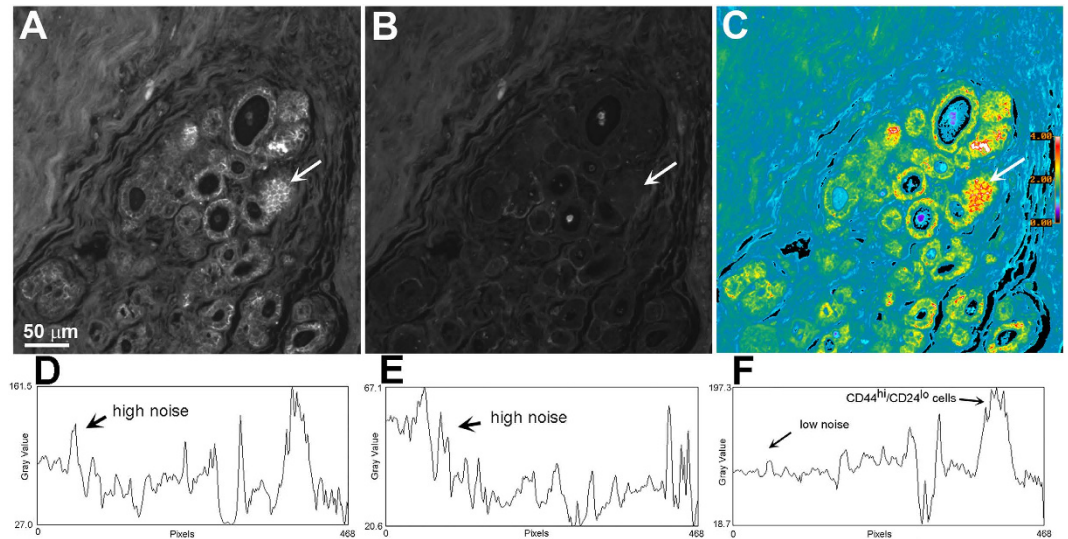 A
B
C
4.00
2.00
0.00
50 μm
D
161.5
high noise
Gray Value
27.0
0
Pixels
468
E
67.1
high noise
Gray Value
20.6
0
Pixels
468
F
197.3
CD44hi/CD24lo cells
low noise
Gray Value
18.7
0
Pixels
468